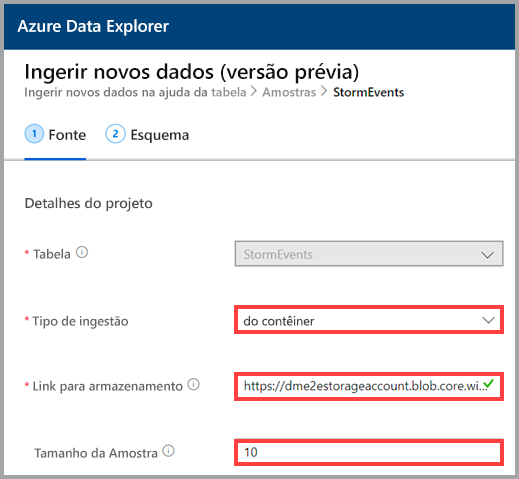 Azure Data Explorer
Ingerir novos dados (versão prévia)
Ingerir novos dados na ajuda da tabela > Amostras > StormEvents
1 Fonte 2 Esquema
Detalhes do projeto
* Tabela StormEvents
* Tipo de ingestão do contêiner
* Link para armazenamento https://dme2estorageaccount.blob.core.wi...
Tamanho da Amostra 10